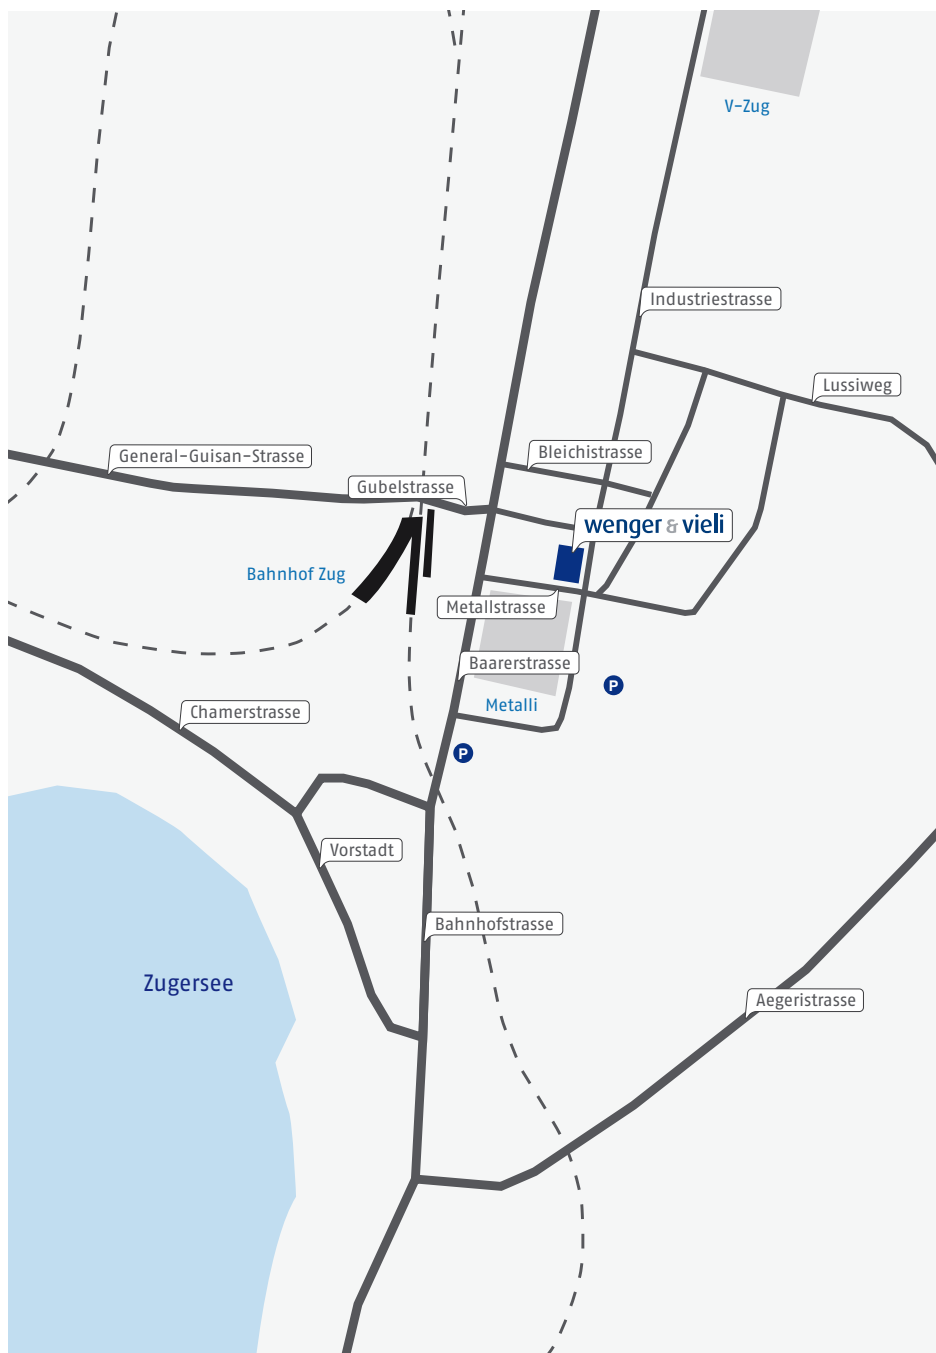 V-Zug
Industriestrasse
Lussiweg
General-Guisan-Strasse
Bleichistrasse
Gubelstrasse
wenger & vieli
Bahnhof Zug
Metallstrasse
Baarerstrasse
P
Metalli
Chamerstrasse
P
Vorstadt
Bahnhofstrasse
Zugersee
Aegeristrasse